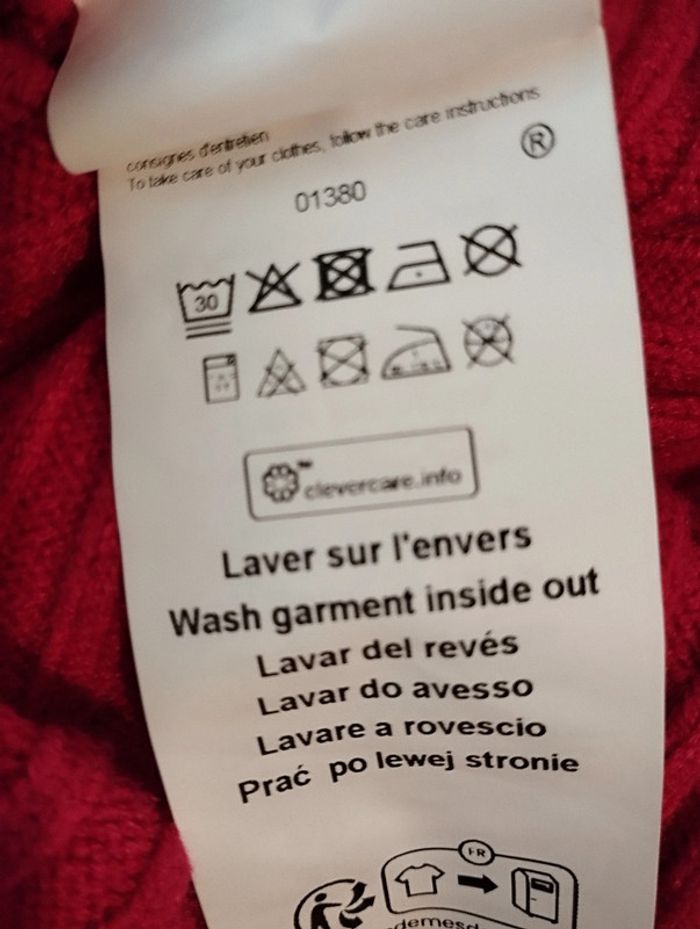 consignes d'entretien
To take care of your clothes, follow the care instructions
®
01380
30
clevercare.info
Laver sur l'envers
Wash garment inside out
Lavar del revés
Lavar do avesso
Lavare a rovescio
Prać po lewej stronie
FR